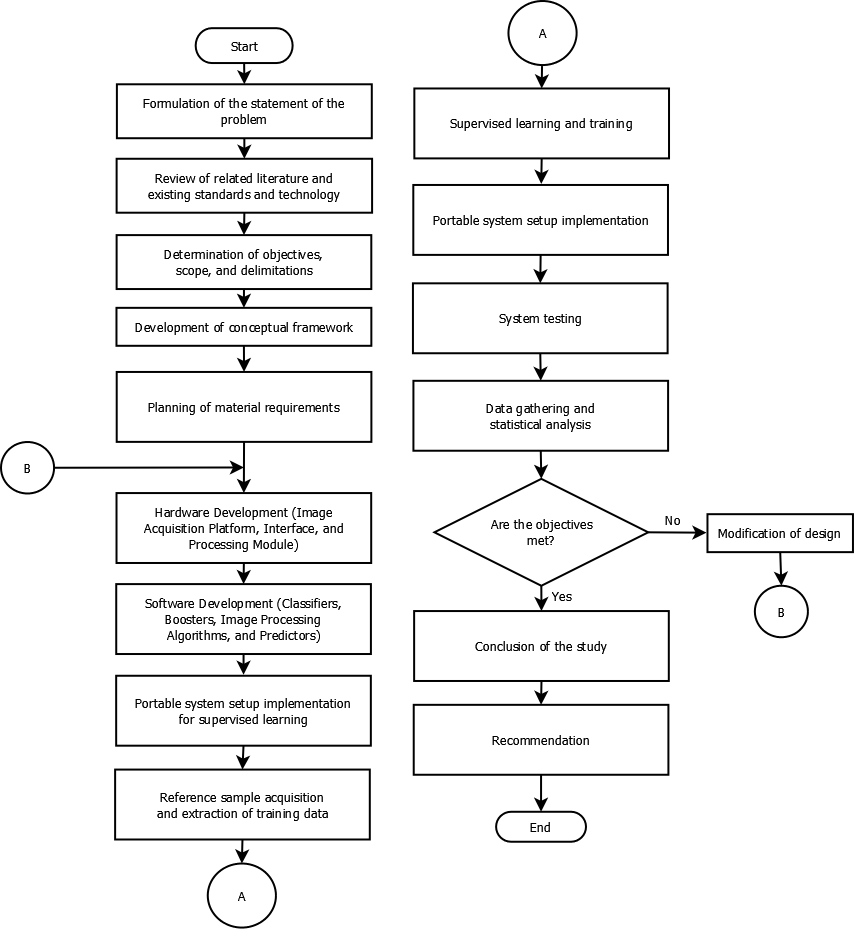 Start
Formulation of the statement of the
problem
Review of related literature and
existing standards and technology
Determination of objectives,
scope, and delimitations
Development of conceptual framework
Planning of material requirements
B
Hardware Development (Image
Acquisition Platform, Interface, and
Processing Module)
Software Development (Classifiers,
Boosters, Image Processing
Algorithms, and Predictors)
Portable system setup implementation
for supervised learning
Reference sample acquisition
and extraction of training data
A
A
Supervised learning and training
Portable system setup implementation
System testing
Data gathering and
statistical analysis
Are the objectives
met?
No
Modification of design
B
Yes
Conclusion of the study
Recommendation
End